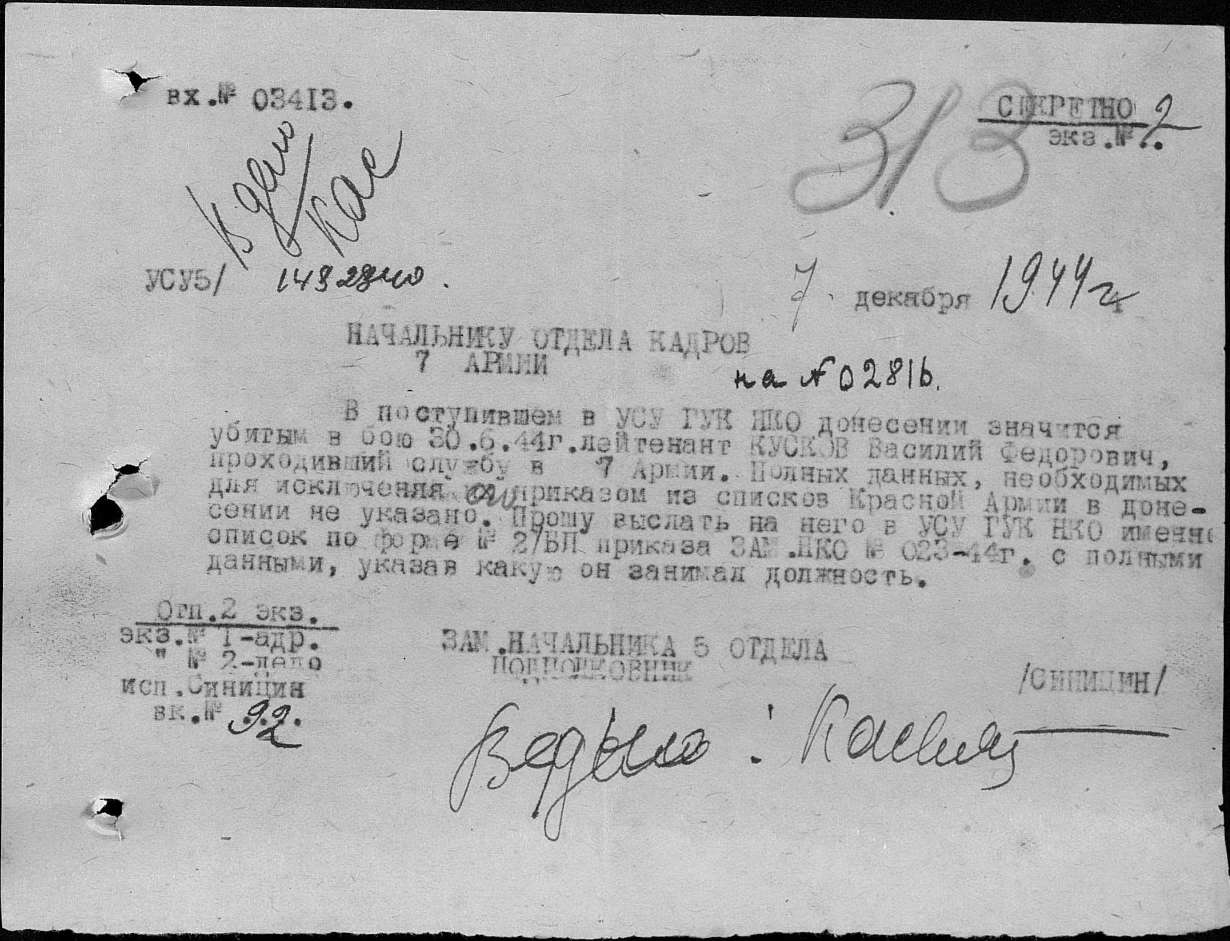 вх.№ 03413.
313
СЕКРЕТНО
экз.№ 2
В дело
Кас
УСУ5/
7. декабря 1944г
НАЧАЛЬНИКУ ОТДЕЛА КАДРОВ
7 АРМИИ
на № 02816.
В поступившем в УСУ ГУК НКО донесении значится
убитым в бою 30.6.44г.лейтенант КУСКОВ Василий Федорович,
проходивший службу в 7 Армии. Полных данных, необходимых
для исключения его приказом из списков Красной Армии в доне-
сении не указано. Прошу выслать на него в УСУ ГУК НКО именно
список по форме № 2/БП приказа ЗАМ.НКО № 023-44г. с полными
данными, указав какую он занимал должность.
Отп.2 экз.
экз.№ 1-адр.
" № 2-дело
исп.Синицин
вк.№ 92
ЗАМ.НАЧАЛЬНИКА 5 ОТДЕЛА
ПОДПОЛКОВНИК
/СИНИЦИН/